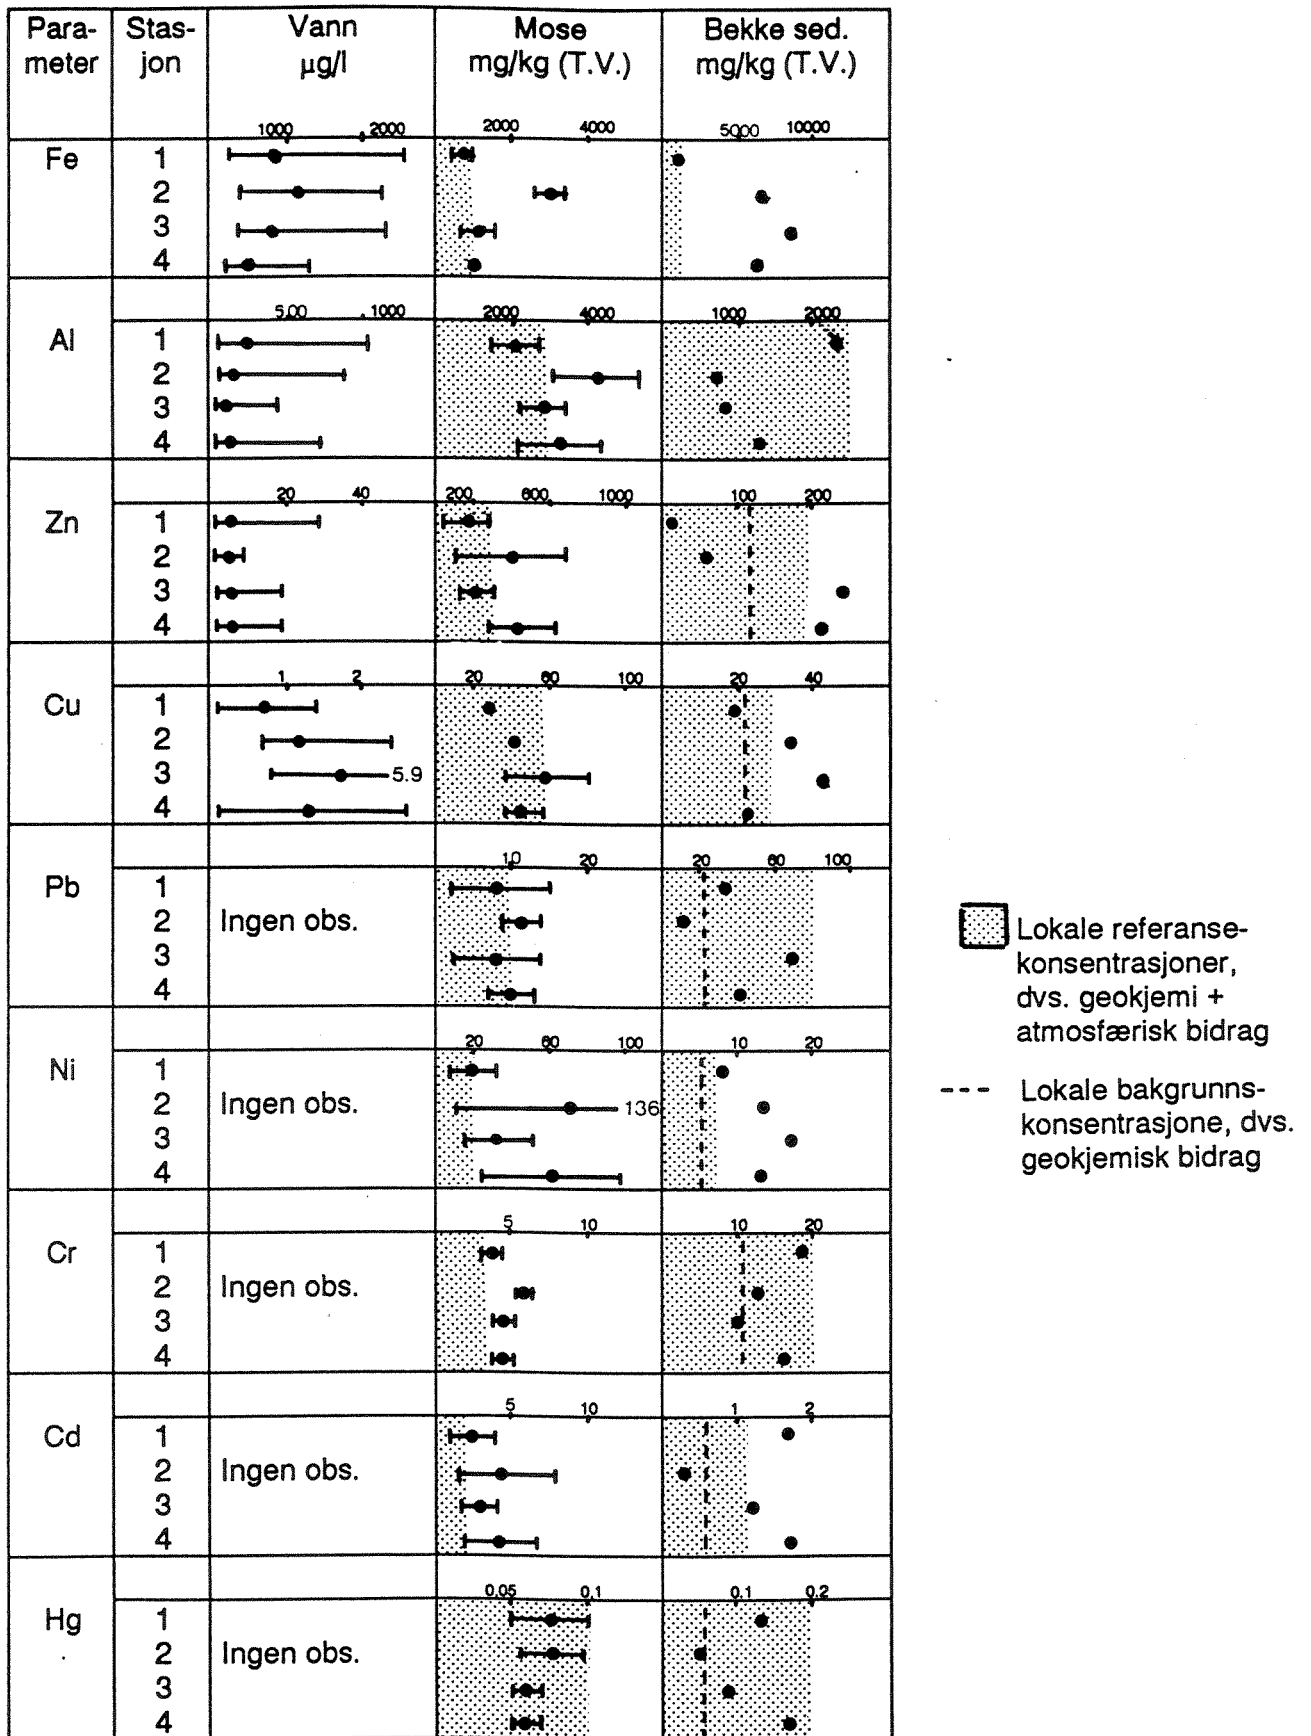 Para-
meter
Stas-
jon
Vann
µg/l
Mose
mg/kg (T.V.)
Bekke sed.
mg/kg (T.V.)
1000 2000 2000 4000 5000 10000
Fe 1
2
3
4
5,00 1000 2000 4000 1000 2000
Al 1
2
3
4
20 40 200 600 1000 100 200
Zn 1
2
3
4
1 2 20 60 100 20 40
Cu 1
2
3 5.9
4
10 20 20 60 100
Pb 1
2 Ingen obs.
3
4
20 60 100 10 20
Ni 1
2 Ingen obs. 136
3
4
5 10 10 20
Cr 1
2 Ingen obs.
3
4
5 10 1 2
Cd 1
2 Ingen obs.
3
4
0,05 0,1 0,1 0,2
Hg 1
2 Ingen obs.
3
4
Lokale referanse-
konsentrasjoner,
dvs. geokjemi +
atmosfærisk bidrag
--- Lokale bakgrunns-
konsentrasjone, dvs.
geokjemisk bidrag